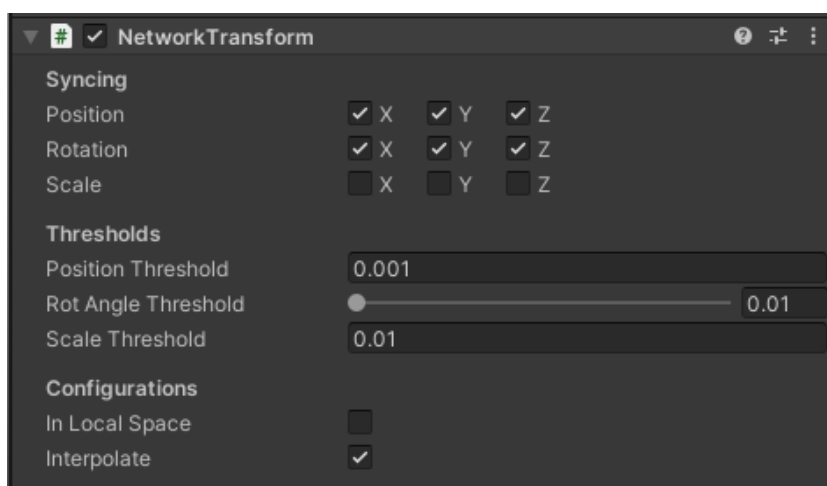 # NetworkTransform
Syncing
Position X Y Z
Rotation X Y Z
Scale X Y Z
Thresholds
Position Threshold 0.001
Rot Angle Threshold 0.01
Scale Threshold 0.01
Configurations
In Local Space
Interpolate